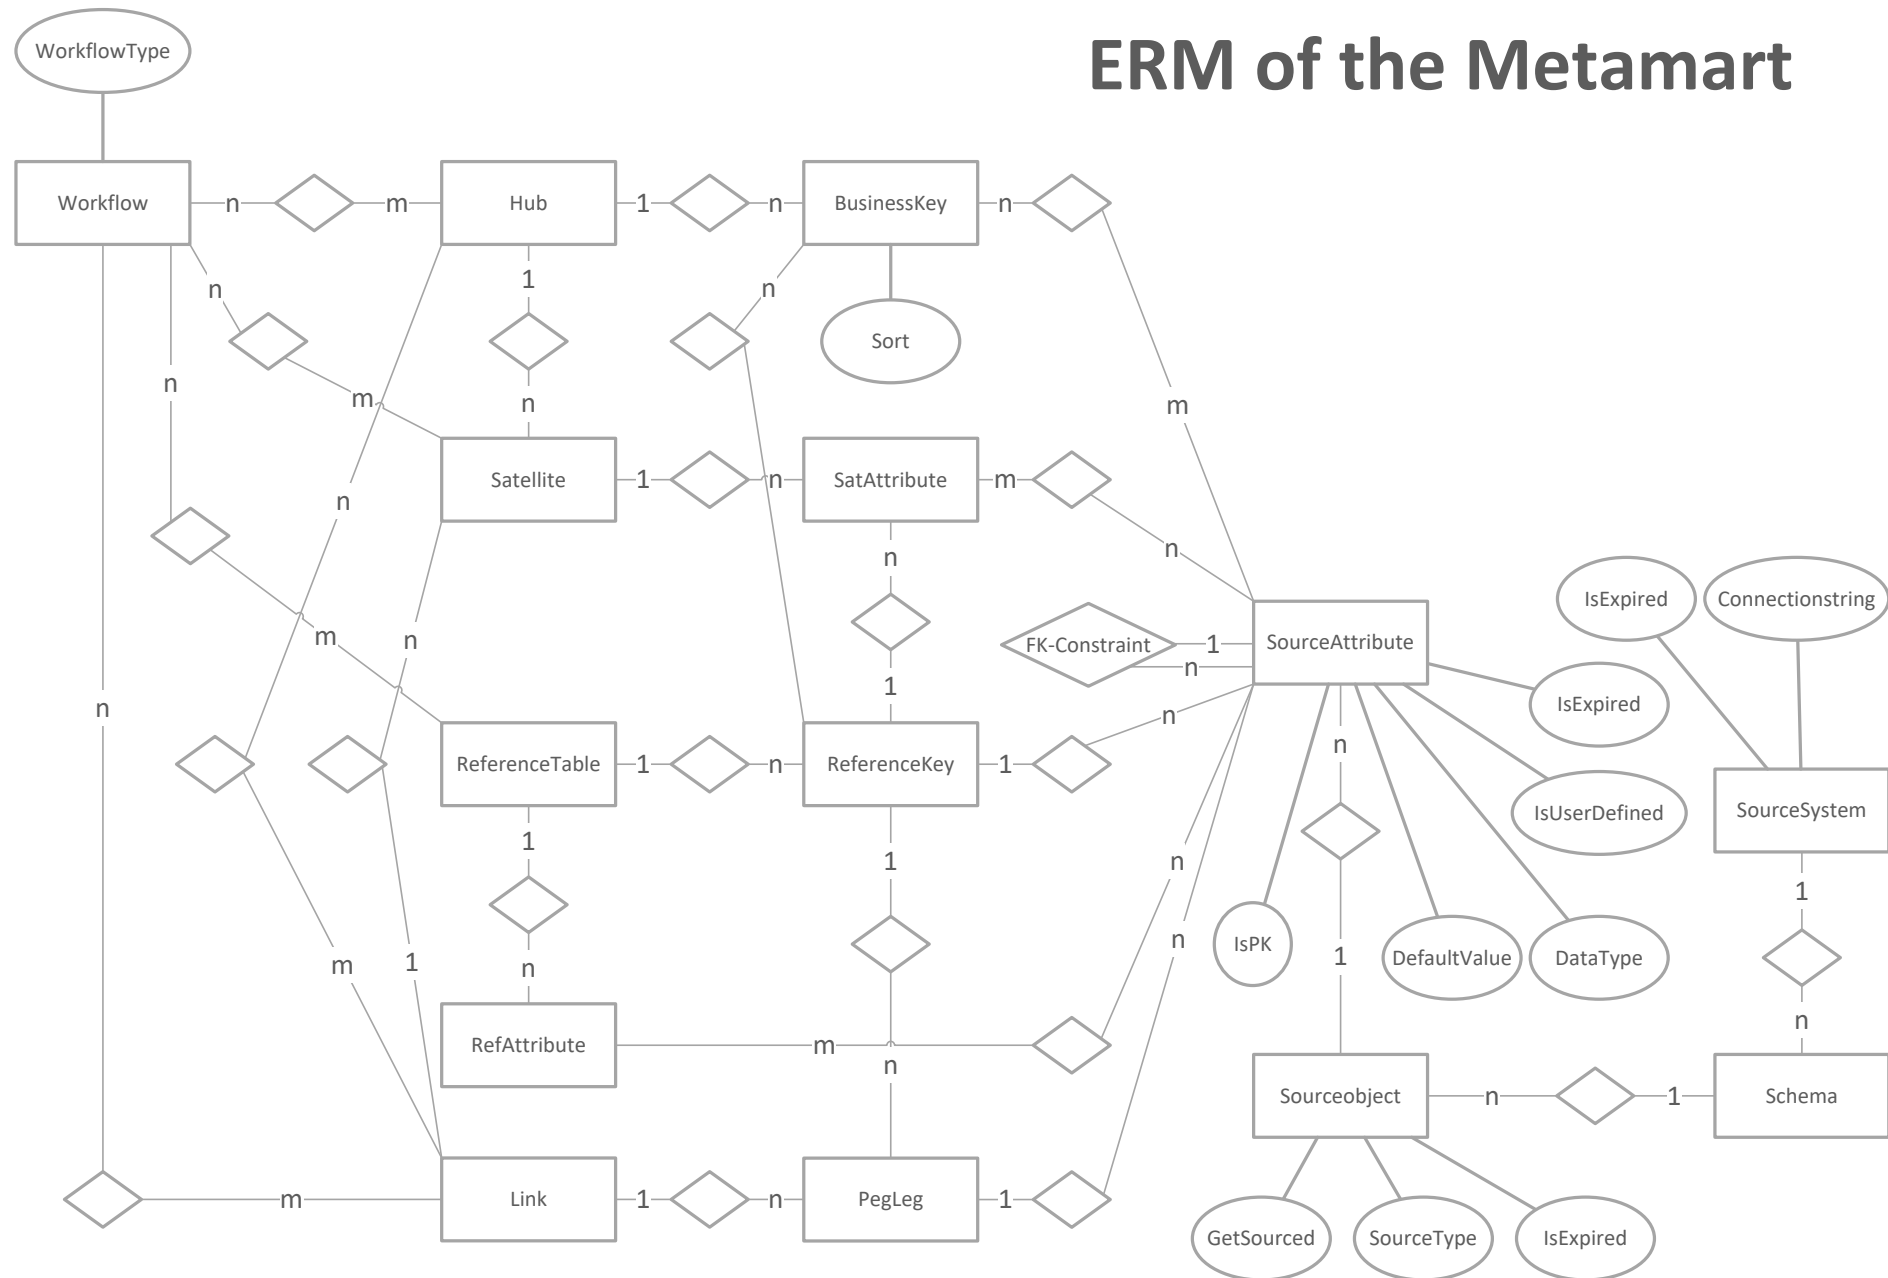 ERM of the Metamart
WorkflowType
Workflow
n
m
Hub
1
n
BusinessKey
n
n
1
n
Sort
n
m
n
m
n
Satellite
1
n
SatAttribute
m
n
n
n
n
m
FK-Constraint
1
n
SourceAttribute
IsExpired
Connectionstring
IsExpired
1
n
n
n
ReferenceTable
1
n
ReferenceKey
1
IsUserDefined
SourceSystem
1
1
n
1
n
m
1
n
n
IsPK
1
DefaultValue
DataType
RefAttribute
m
n
n
Sourceobject
n
1
Schema
m
Link
1
n
PegLeg
1
GetSourced
SourceType
IsExpired